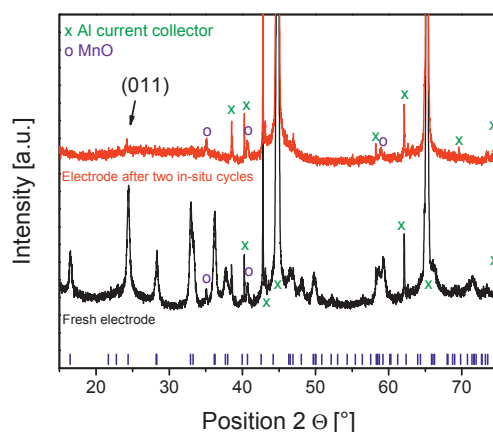 x Al current collector
o MnO
(011)
x
x
o
o
x
o
x
x
x
Electrode after two in-situ cycles
x
o
o
x
x
x
x
x
Fresh electrode
Intensity [a.u.]
20 30 40 50 60 70
Position 2 Θ [°]